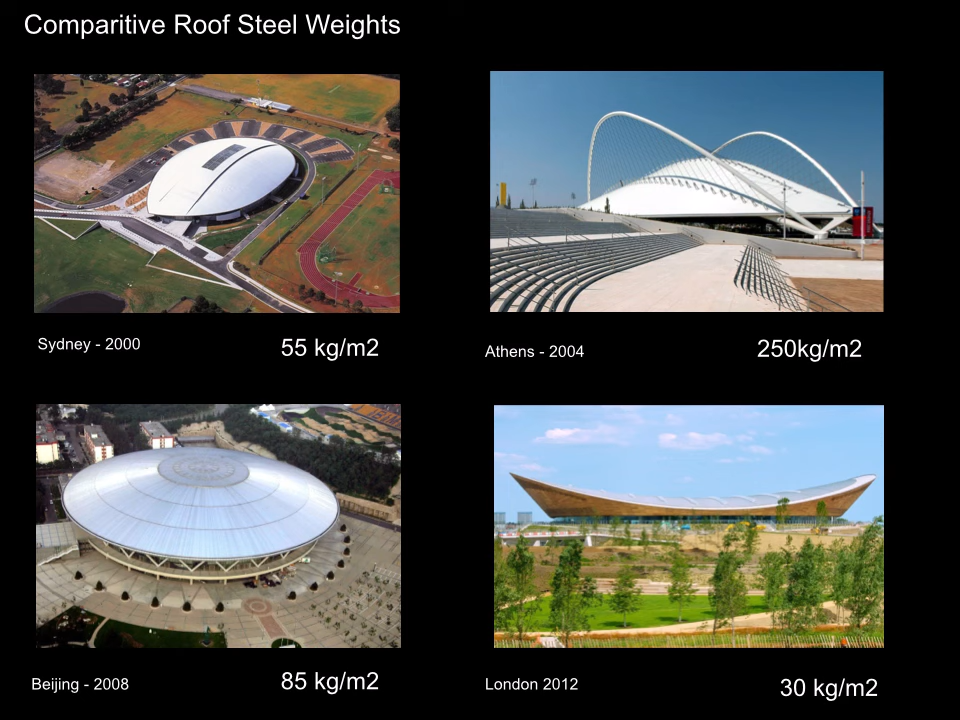 Comparitive Roof Steel Weights
Sydney - 2000
55 kg/m2
Athens - 2004
250kg/m2
Beijing - 2008
85 kg/m2
London 2012
30 kg/m2